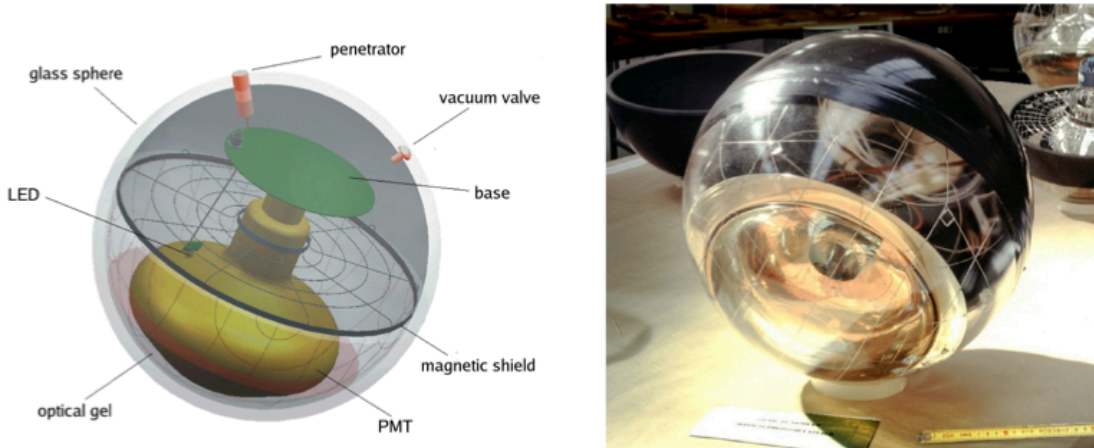 penetrator
glass sphere
vacuum valve
LED
base
magnetic shield
optical gel
PMT